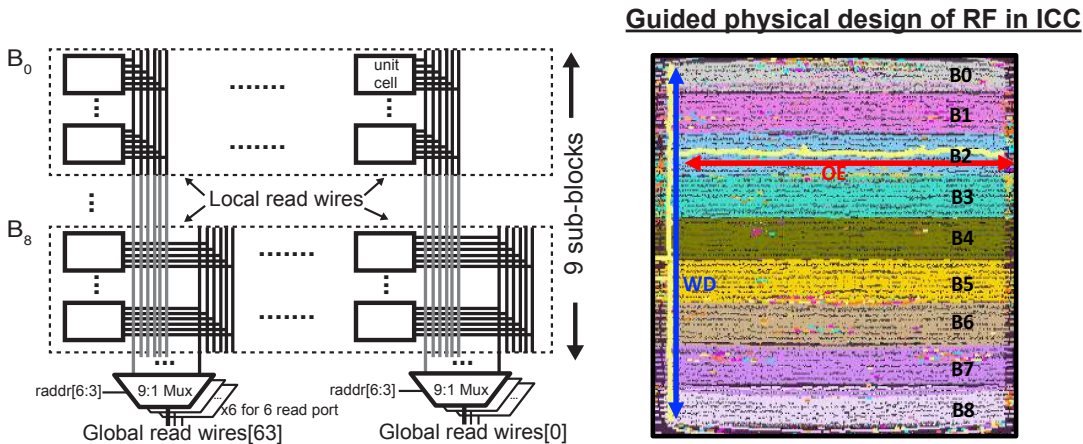 Guided physical design of RF in ICC
B0
unit
cell
Local read wires
B8
9 sub-blocks
raddr[6:3]
9:1 Mux
raddr[6:3]
9:1 Mux
x6 for 6 read port
Global read wires[63]
Global read wires[0]
B0
B1
B2
OE
B3
B4
WD
B5
B6
B7
B8